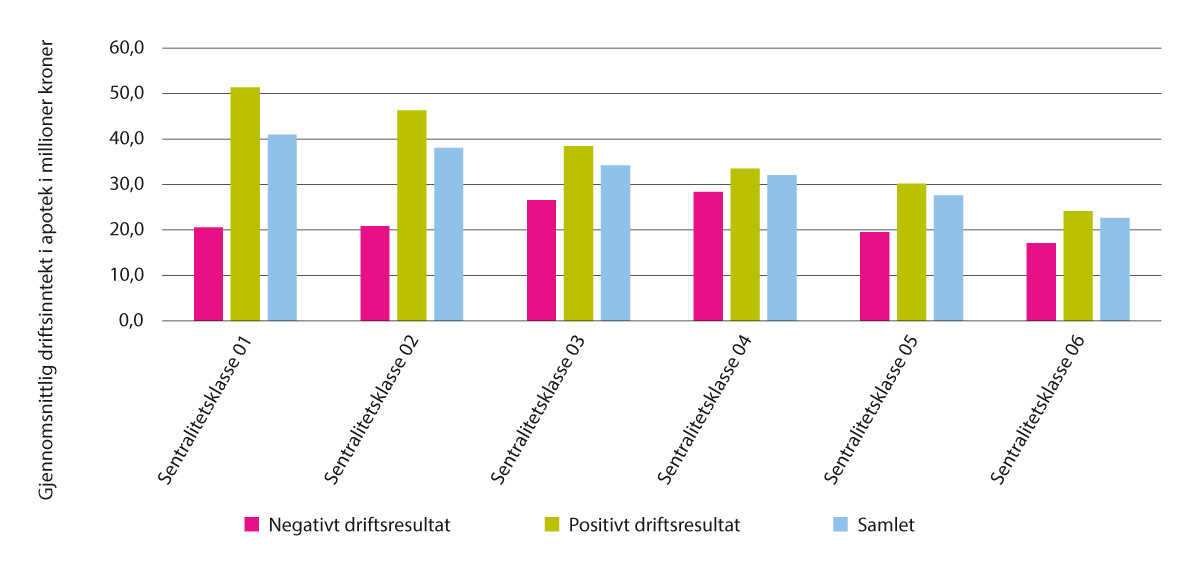 Gjennomsnittlig driftsinntekt i apotek i millioner kroner
60,0
50,0
40,0
30,0
20,0
10,0
0,0
Sentralitetsklasse 01
Sentralitetsklasse 02
Sentralitetsklasse 03
Sentralitetsklasse 04
Sentralitetsklasse 05
Sentralitetsklasse 06
Negativt driftsresultat
Positivt driftsresultat
Samlet